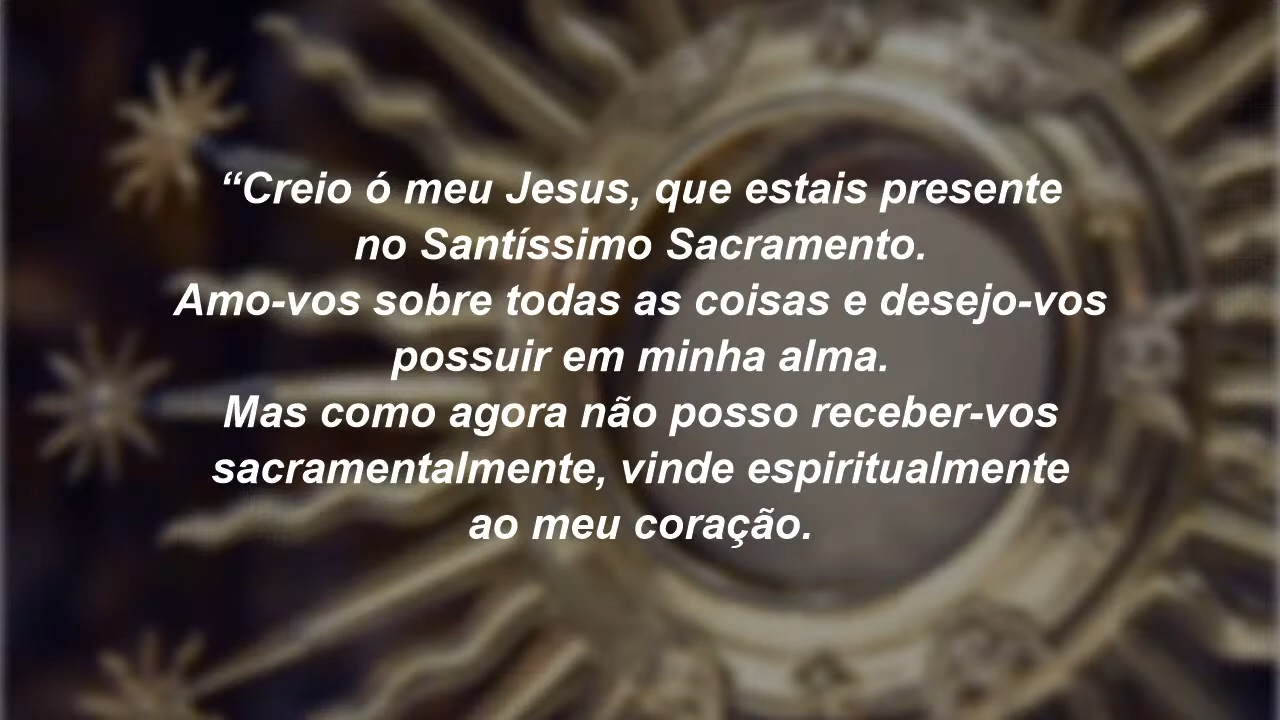 “Creio ó meu Jesus, que estais presente
no Santíssimo Sacramento.
Amo-vos sobre todas as coisas e desejo-vos
possuir em minha alma.
Mas como agora não posso receber-vos
sacramentalmente, vinde espiritualmente
ao meu coração.